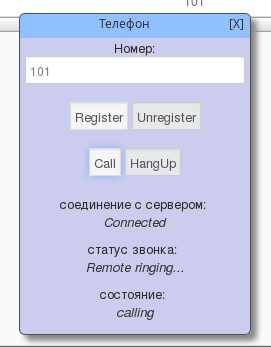 101
Телефон [X]
Номер:
101
Register Unregister
Call HangUp
соединение с сервером:
Connected
статус звонка:
Remote ringing...
состояние:
calling